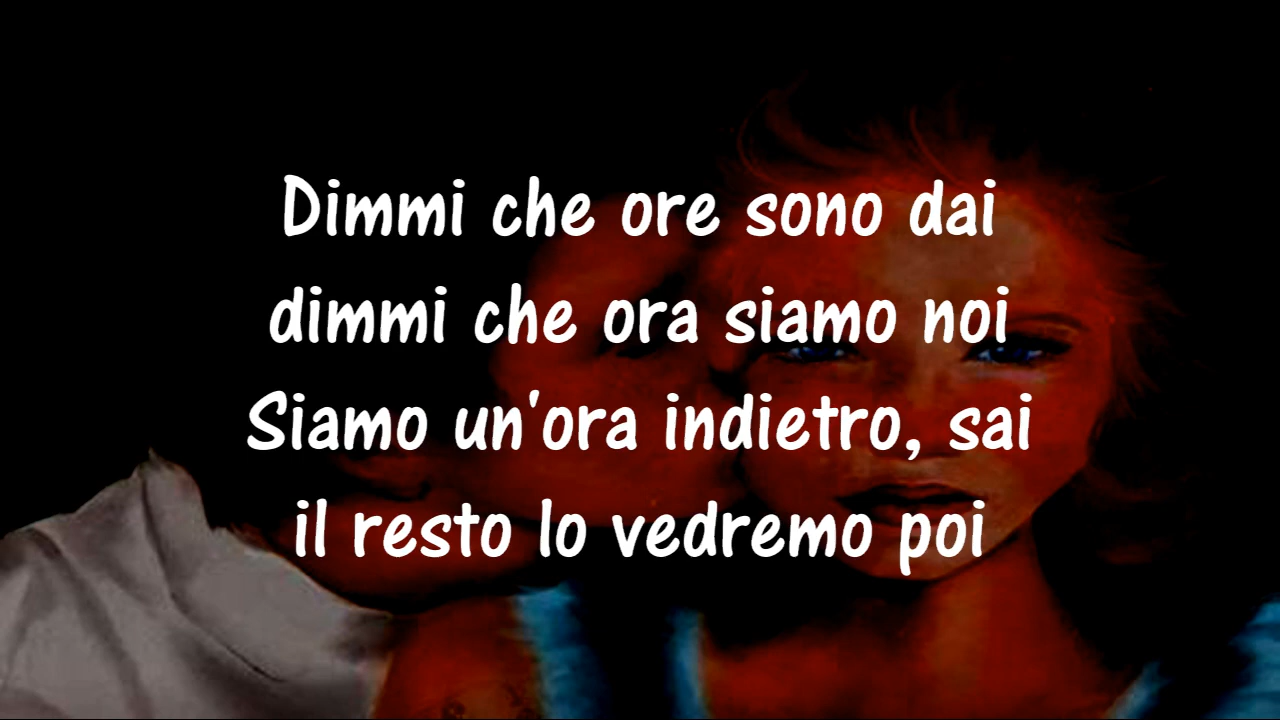 Dimmi che ore sono dai
dimmi che ora siamo noi
Siamo un'ora indietro, sai
il resto lo vedremo poi